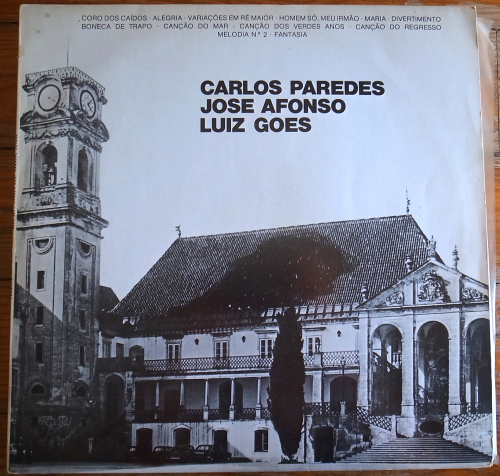 CORO DOS CAÍDOS · ALEGRIA · VARIAÇÕES EM RÉ MAIOR · HOMEM SÓ, MEU IRMÃO · MARIA · DIVERTIMENTO
BONECA DE TRAPO · CANÇÃO DO MAR · CANÇÃO DOS VERDES ANOS · CANÇÃO DO REGRESSO
MELODIA N.º 2 · FANTASIA
CARLOS PAREDES
JOSE AFONSO
LUIZ GOES